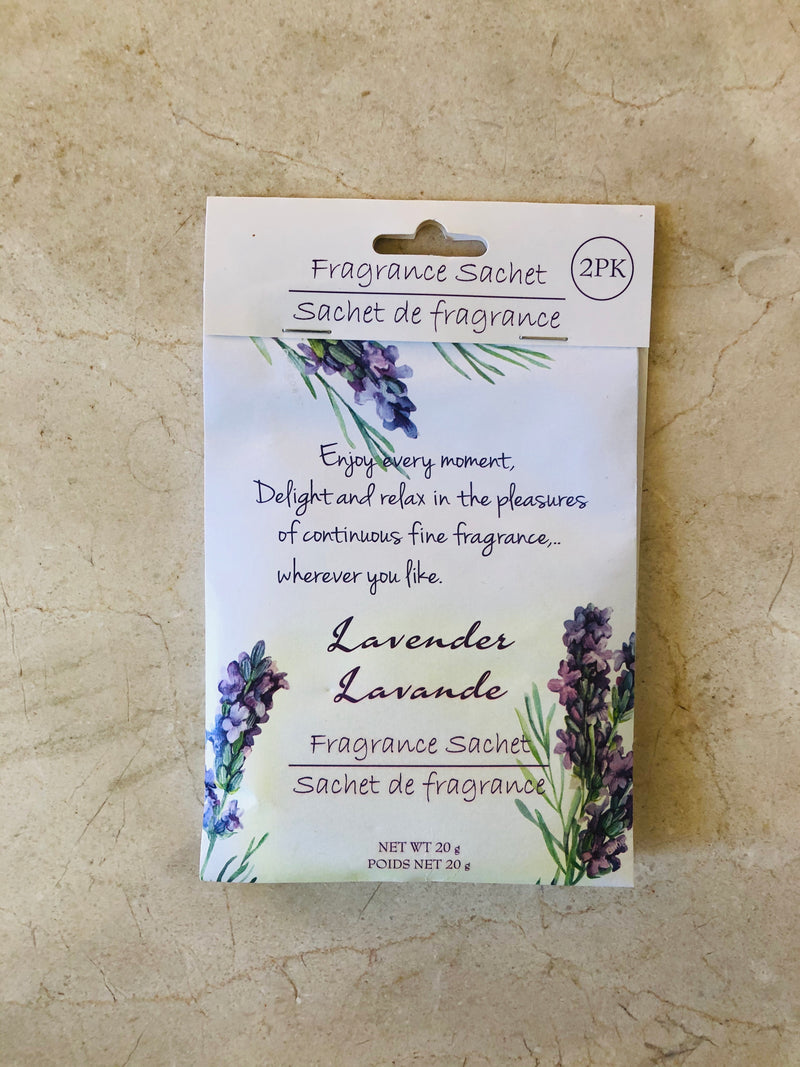 Fragrance Sachet
2PK
Sachet de fragrance
Enjoy every moment,
Delight and relax in the pleasures
of continuous fine fragrance,..
wherever you like.
Lavender
Lavande
Fragrance Sachet
Sachet de fragrance
NET WT 20 g
POIDS NET 20 g